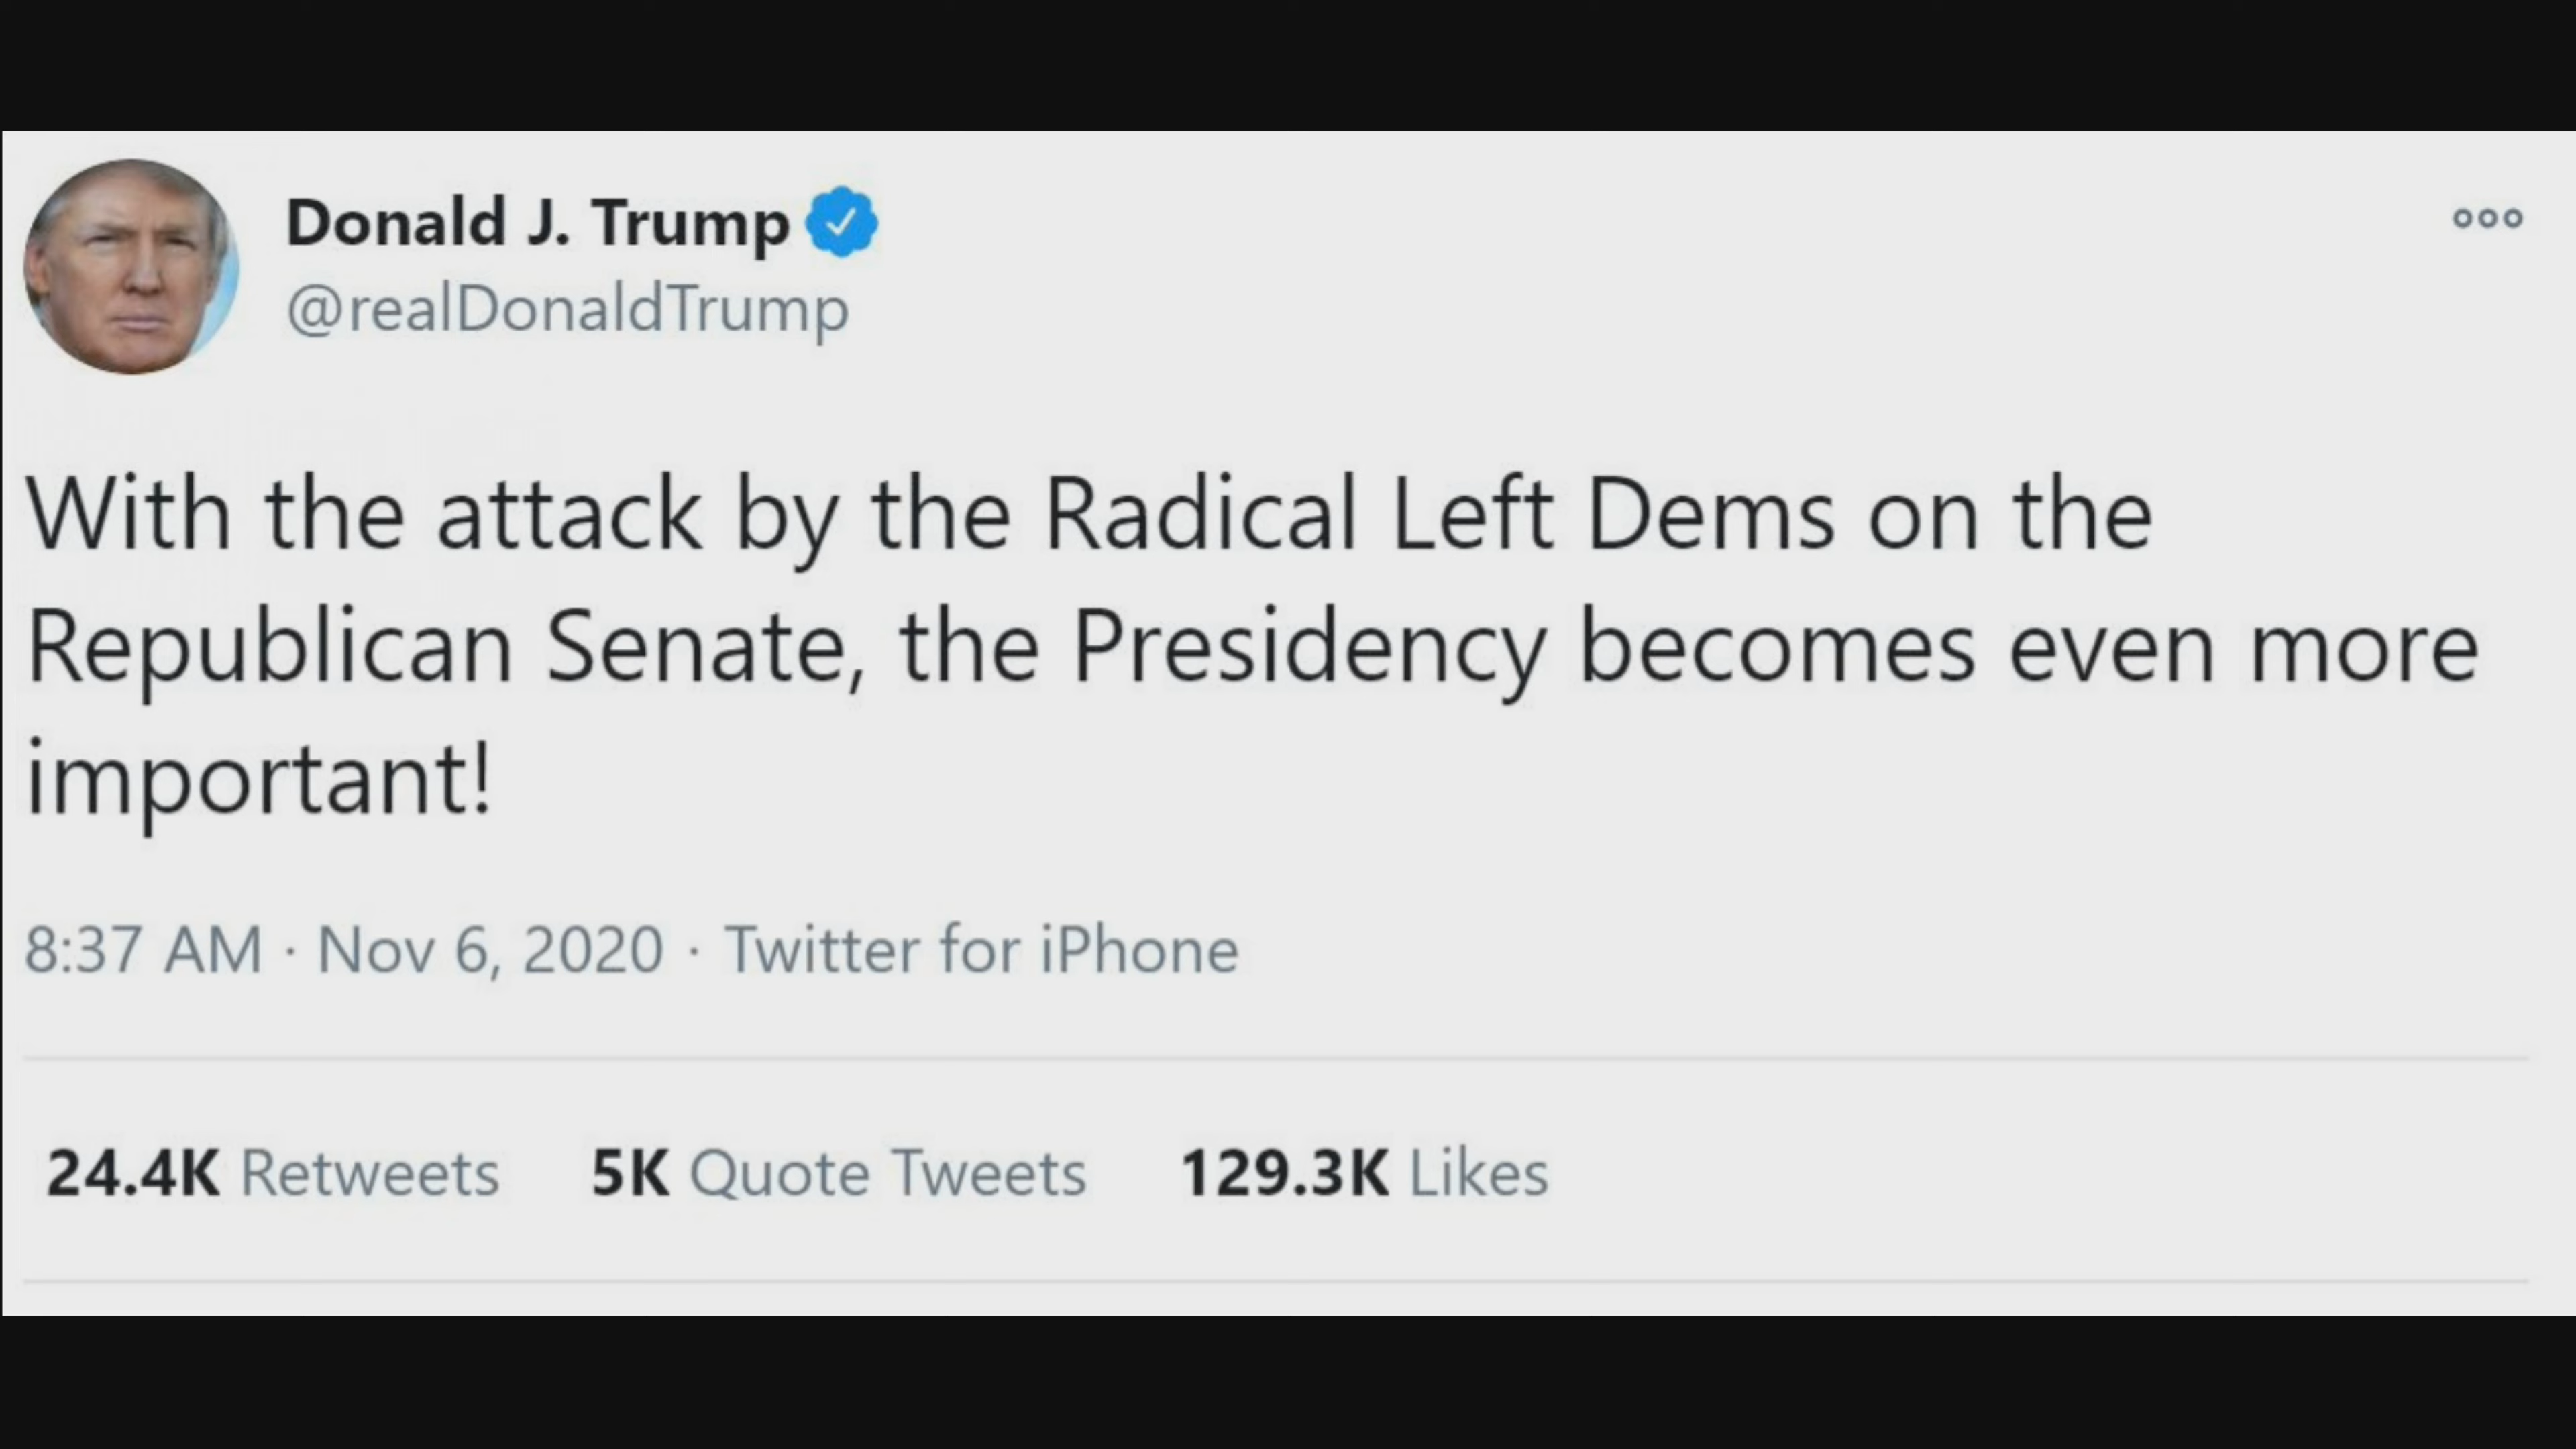 Donald J. Trump
@realDonaldTrump
With the attack by the Radical Left Dems on the
Republican Senate, the Presidency becomes even more
important!
8:37 AM · Nov 6, 2020 · Twitter for iPhone
24.4K Retweets 5K Quote Tweets 129.3K Likes